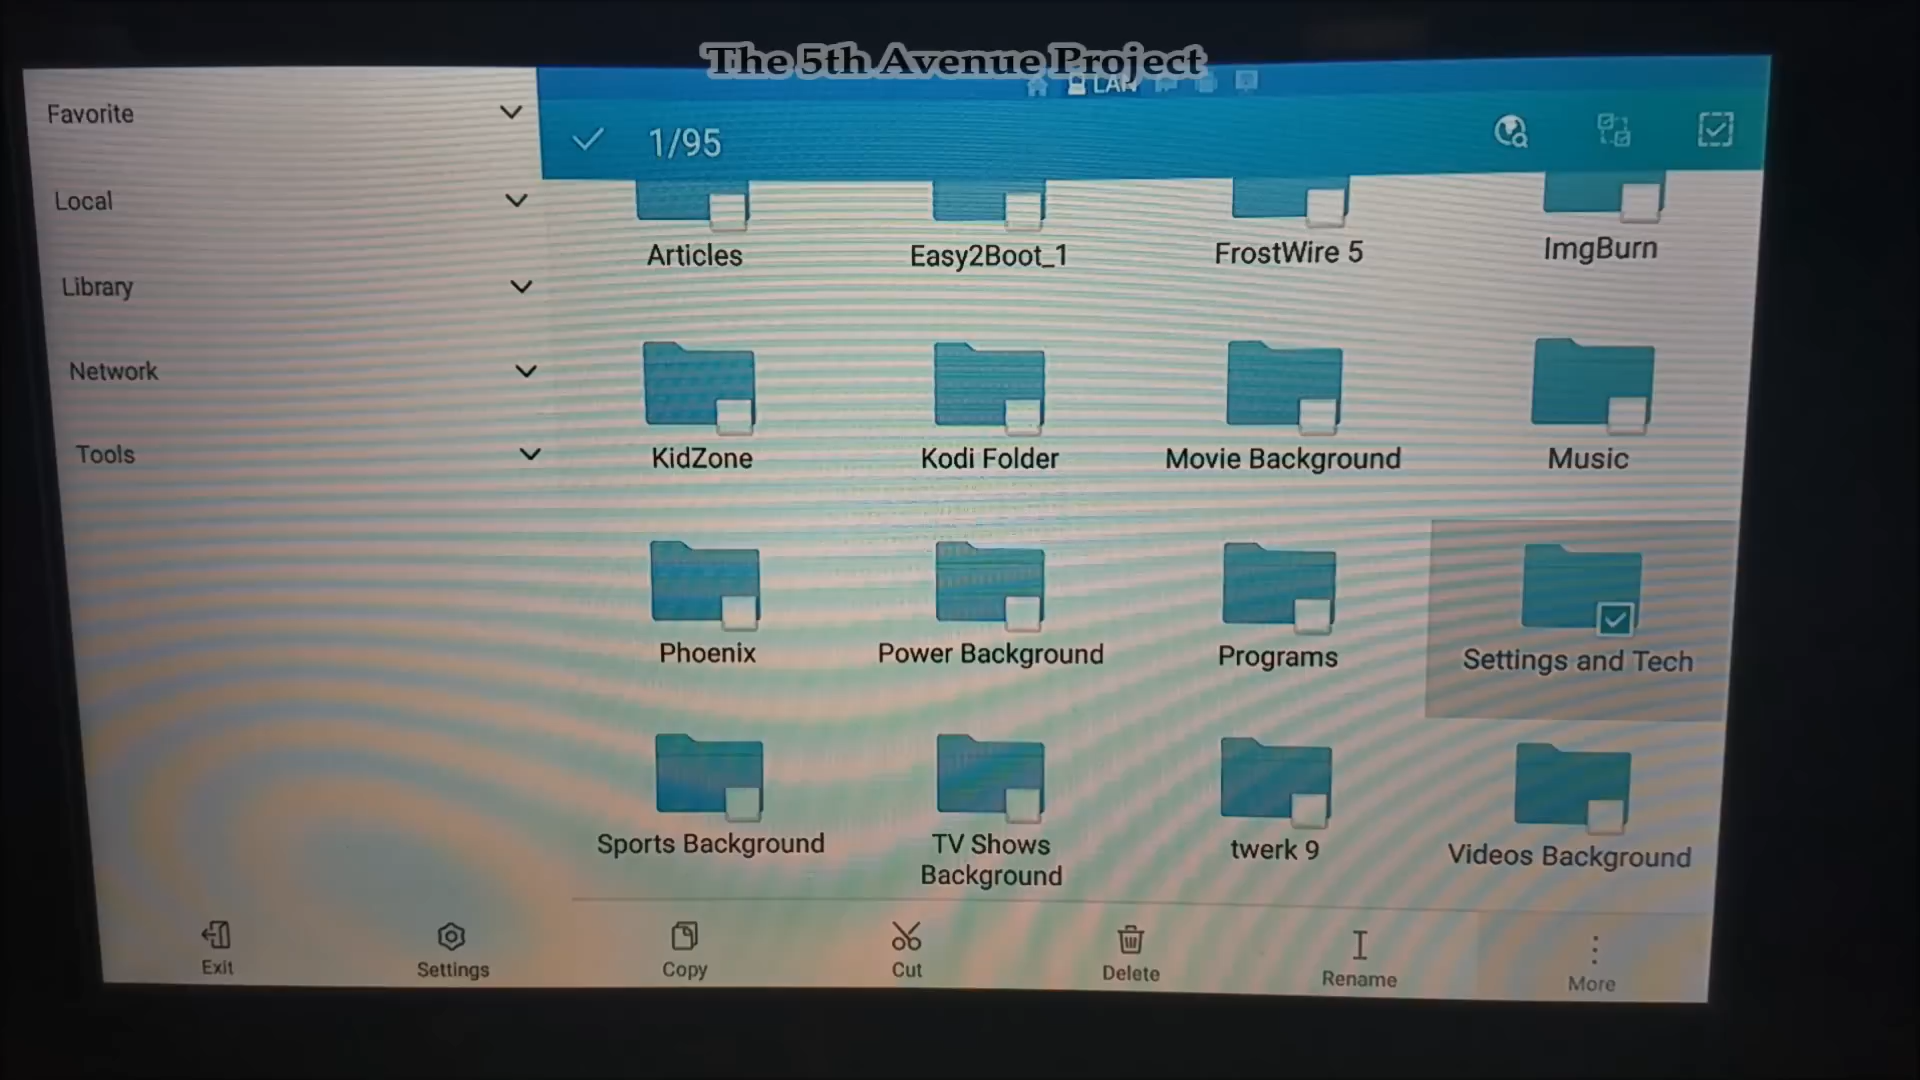 The 5th Avenue Project
LAN
Favorite
1/95
Local
Articles
Easy2Boot_1
FrostWire 5
ImgBurn
Library
Network
Tools
KidZone
Kodi Folder
Movie Background
Music
Phoenix
Power Background
Programs
Settings and Tech
Sports Background
TV Shows
Background
twerk 9
Videos Background
Exit
Settings
Copy
Cut
Delete
Rename
More